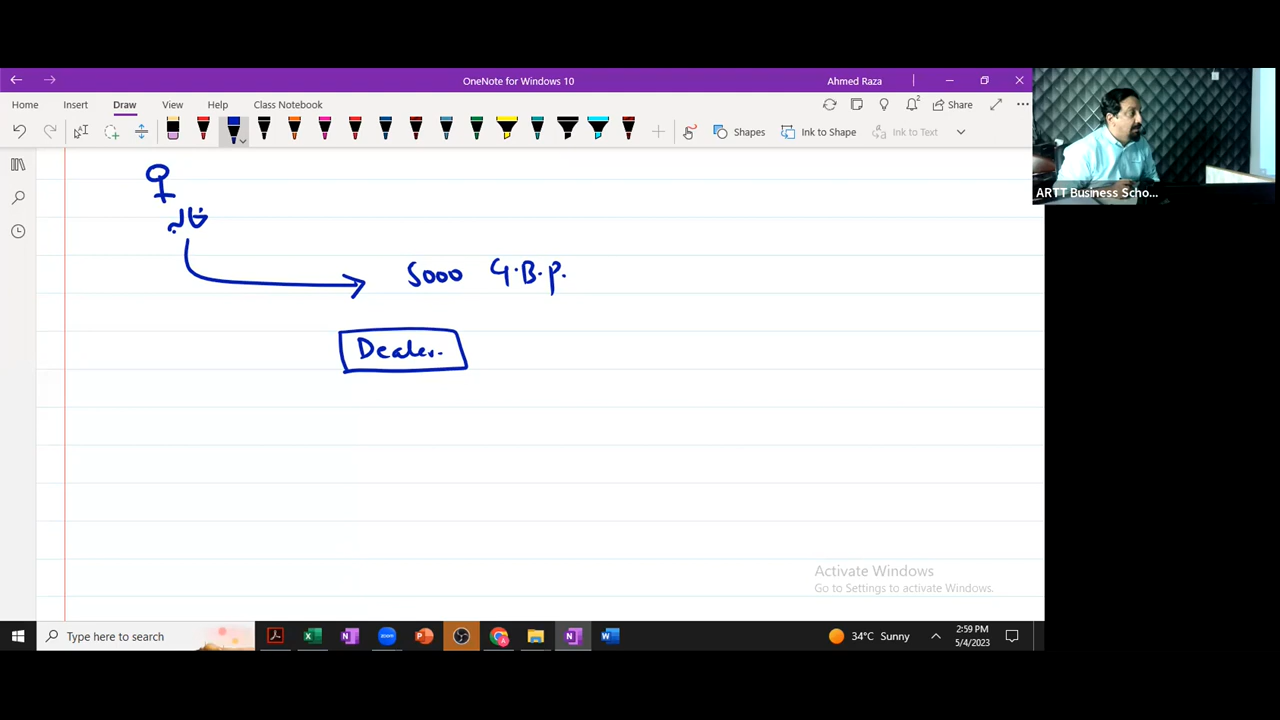 OneNote for Windows 10
Ahmed Raza
Home Insert Draw View Help Class Notebook
Share
Shapes Ink to Shape Ink to Text
ARTT Business Scho...
5000 G.B.P.
Dealer.
Activate Windows
Go to Settings to activate Windows.
Type here to search
34°C Sunny
2:59 PM
5/4/2023